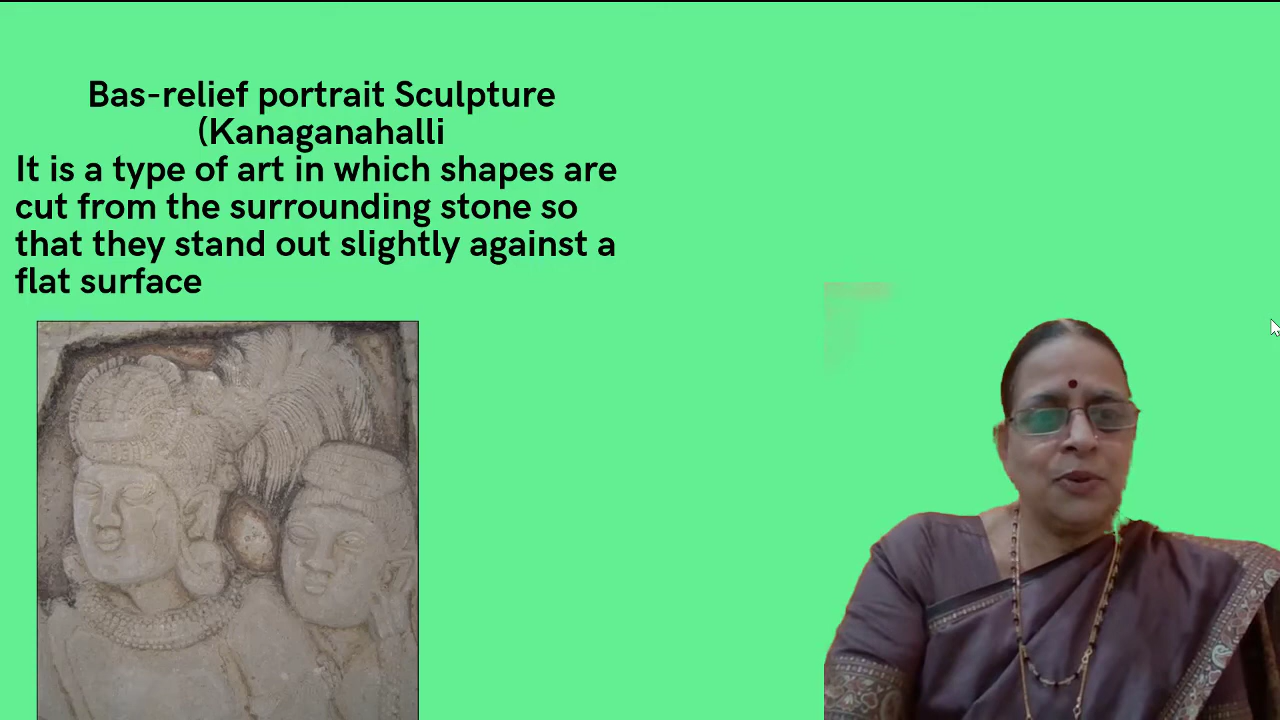 Bas-relief portrait Sculpture
(Kanaganahalli
It is a type of art in which shapes are
cut from the surrounding stone so
that they stand out slightly against a
flat surface